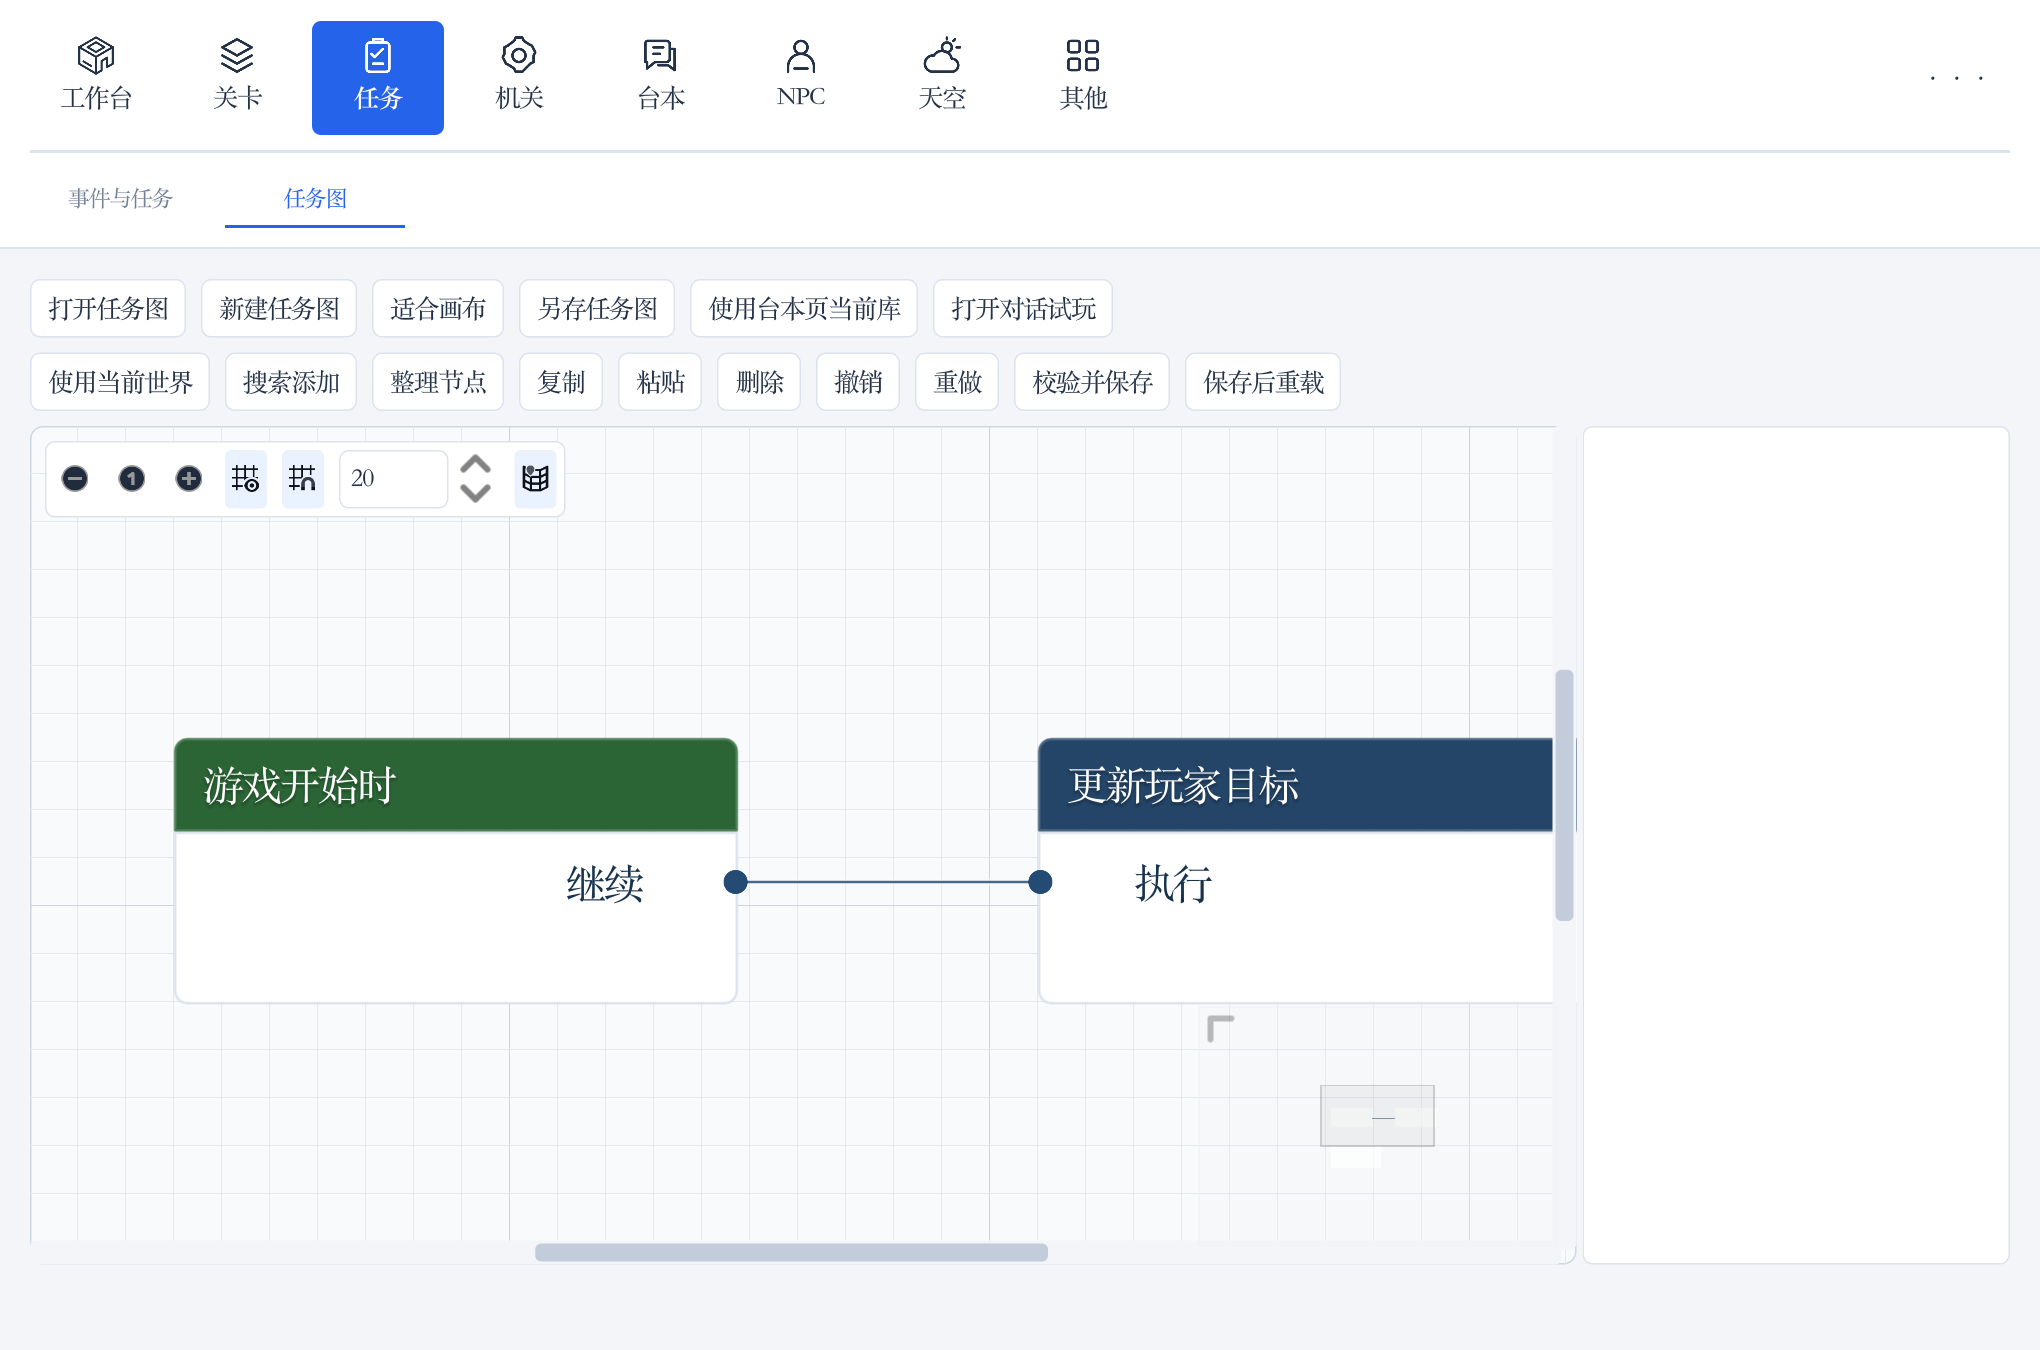 工作台 关卡 任务 机关 台本 NPC 天空 其他 · · ·
事件与任务 任务图
打开任务图 新建任务图 适合画布 另存任务图 使用台本页当前库 打开对话试玩
使用当前世界 搜索添加 整理节点 复制 粘贴 删除 撤销 重做 校验并保存 保存后重载
1 20
游戏开始时 更新玩家目标
继续 执行